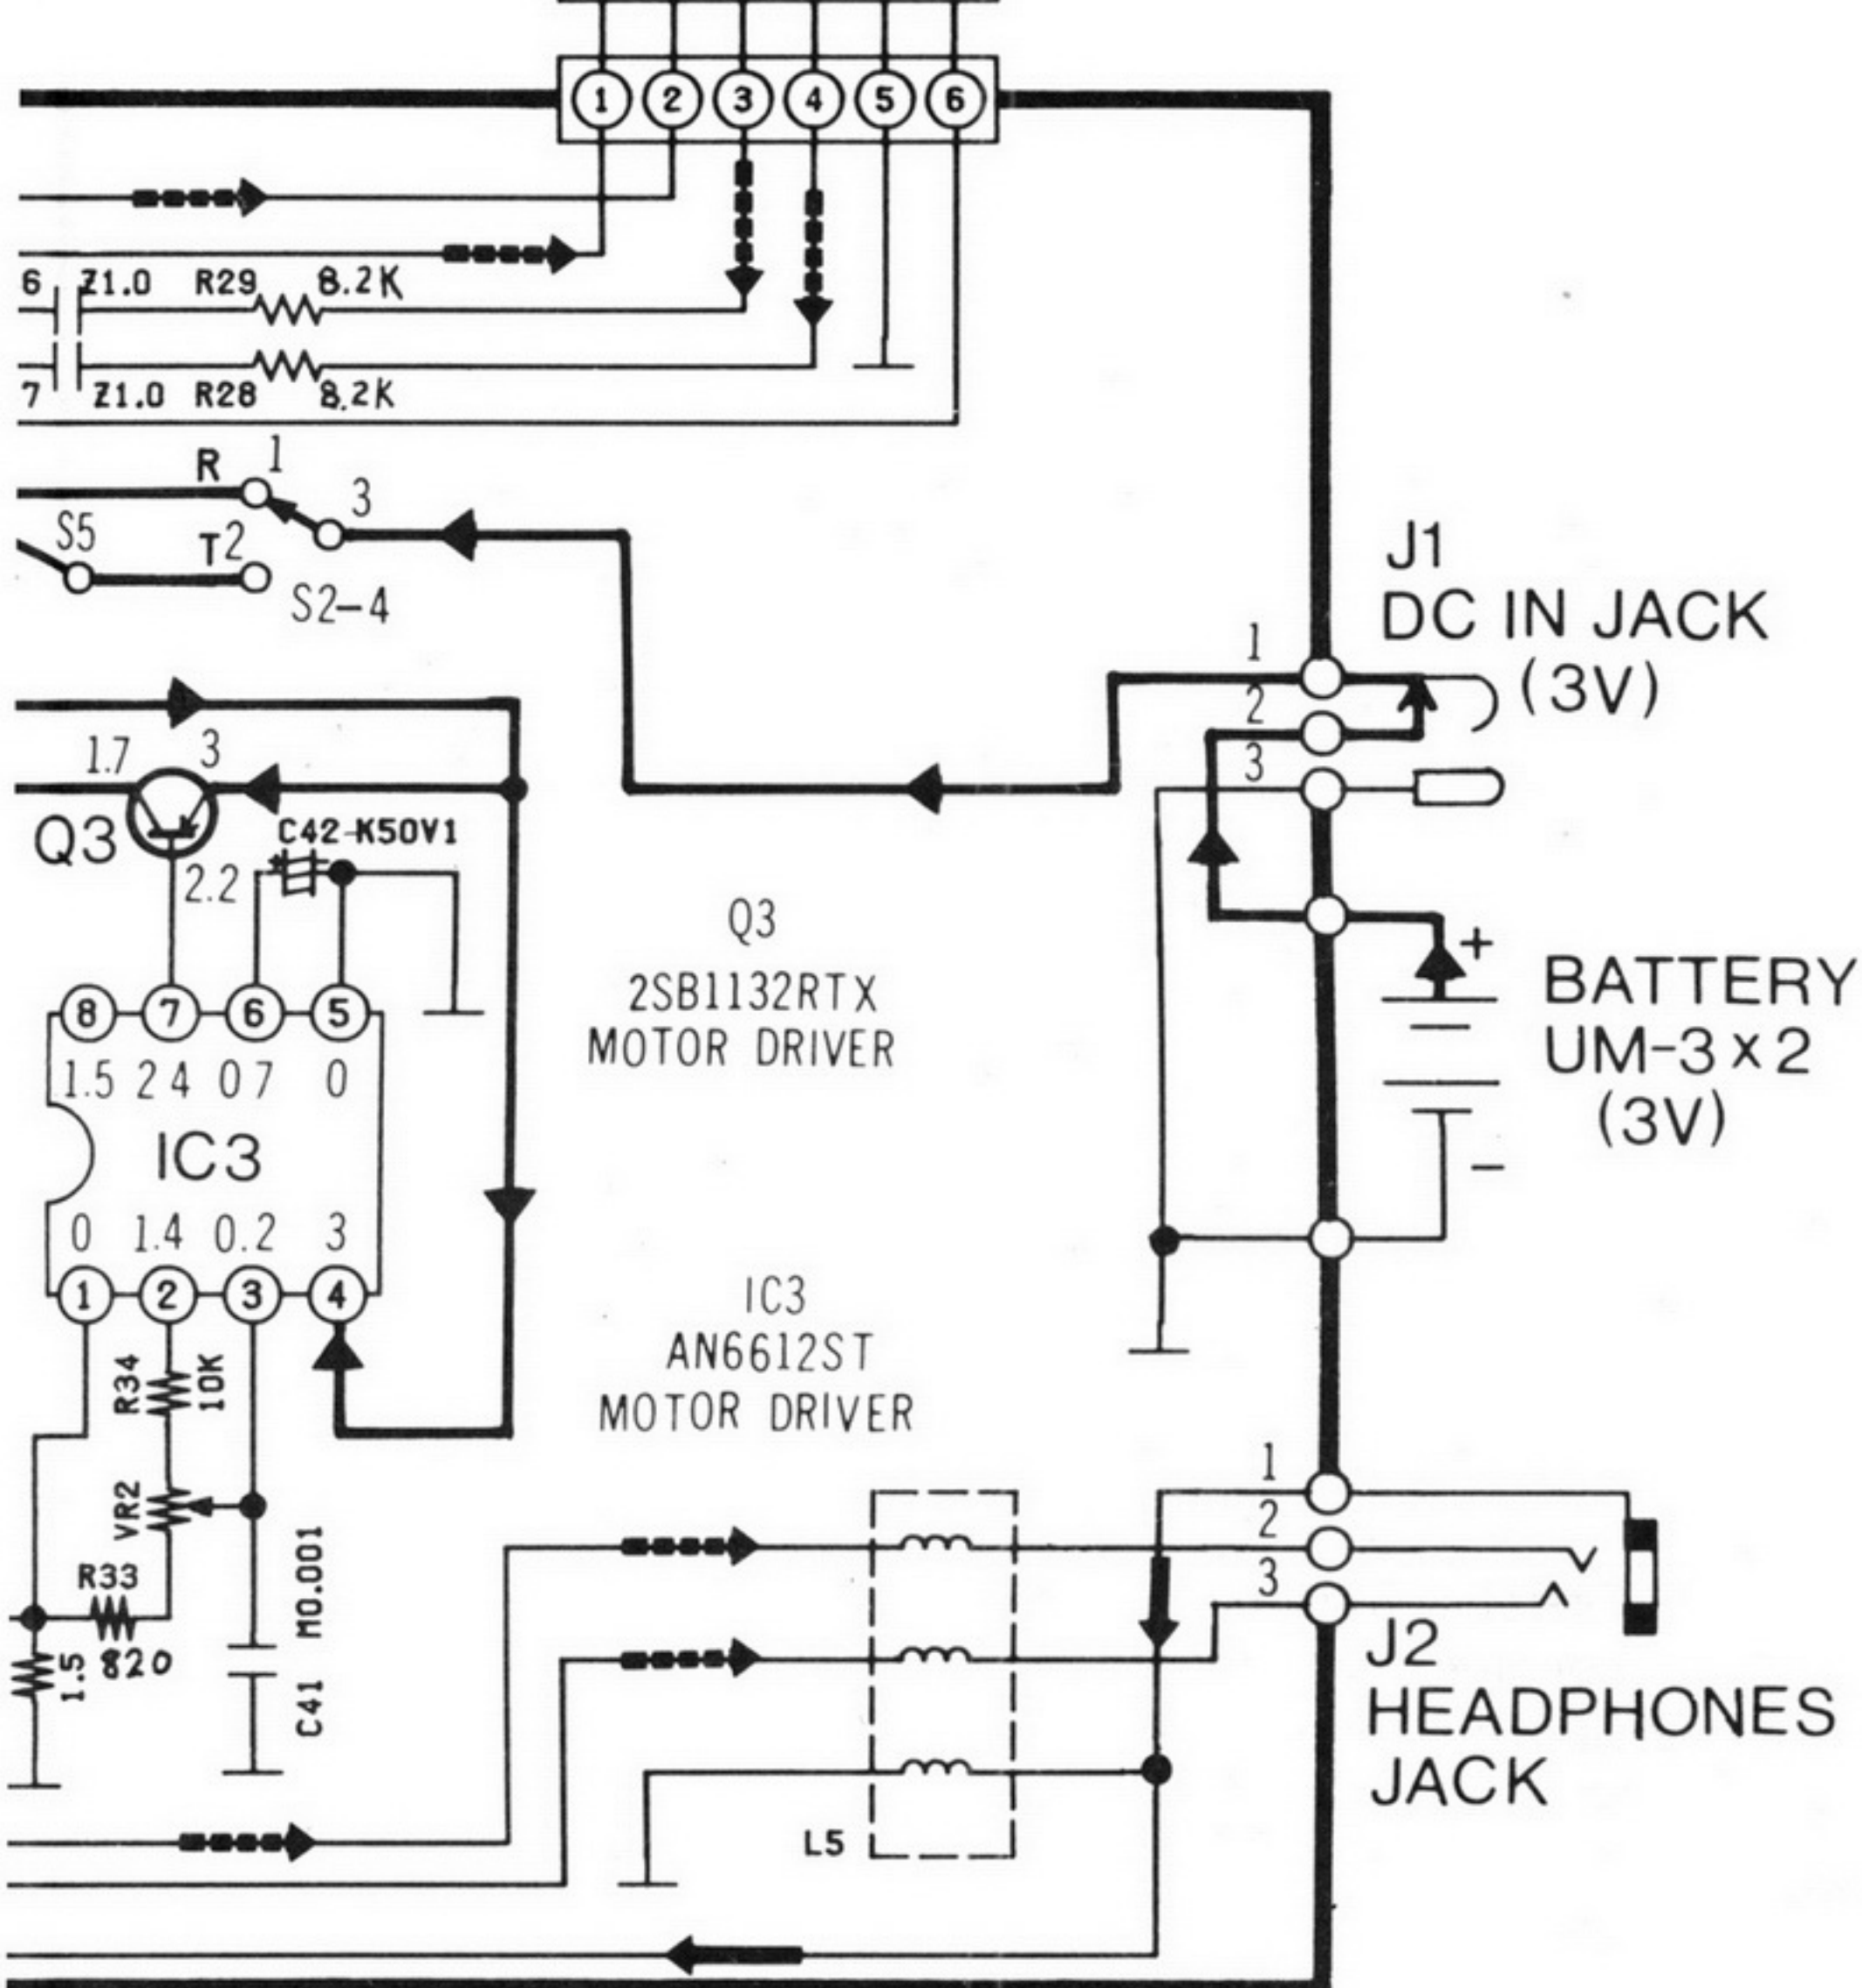 1 2 3 4 5 6
6 Z1.0 R29 8.2K
7 Z1.0 R28 8.2K
R 1
3
S5 T 2
S2-4
J1
DC IN JACK
(3V)
1
2
3
1.7 3
Q3
C42-K50V1
2.2
Q3
2SB1132RTX
MOTOR DRIVER
+
BATTERY
UM-3x2
(3V)
−
8 7 6 5
1.5 2 4 0 7 0
IC3
0 1.4 0.2 3
1 2 3 4
IC3
AN6612ST
MOTOR DRIVER
R34 10K
VR2
R33
820
1.5
C41 M0.001
1
2
3
J2
HEADPHONES
JACK
L5